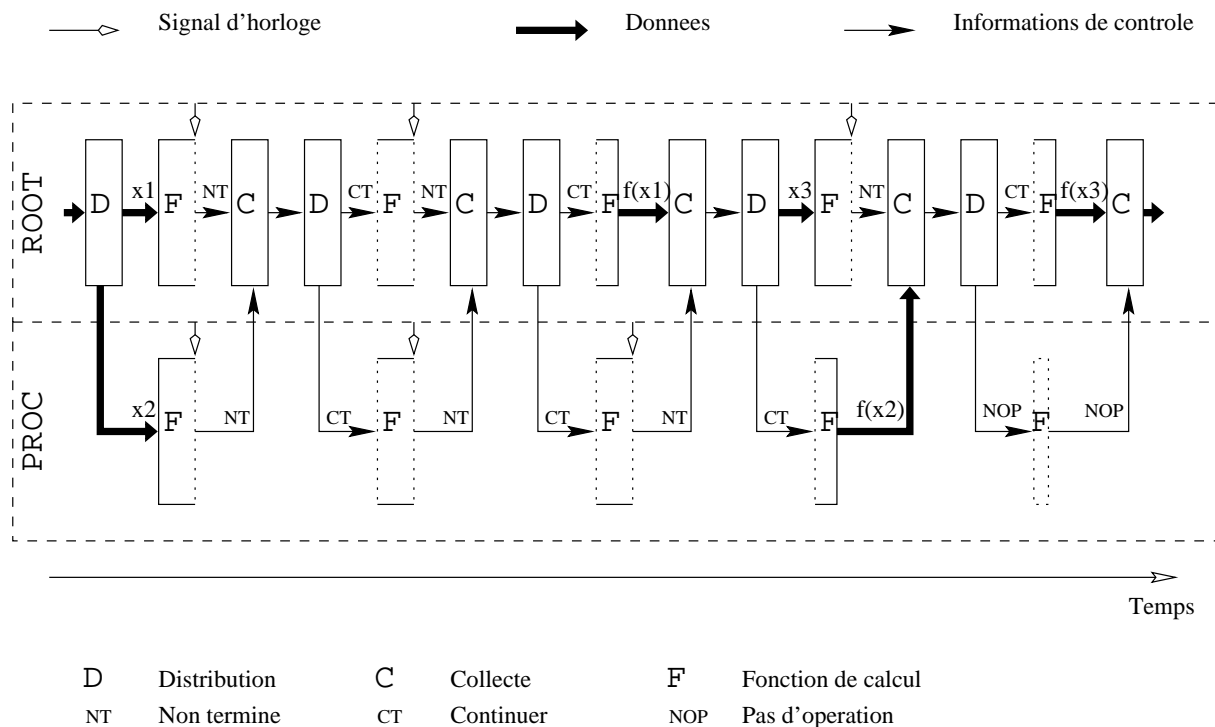 Signal d'horloge Donnees Informations de controle
ROOT
D x1 F NT C D CT F NT C D CT F f(x1) C D x3 F NT C D CT F f(x3) C
PROC
x2 F NT CT F NT CT F NT CT F f(x2) NOP F NOP
Temps
D Distribution C Collecte F Fonction de calcul
NT Non termine CT Continuer NOP Pas d'operation